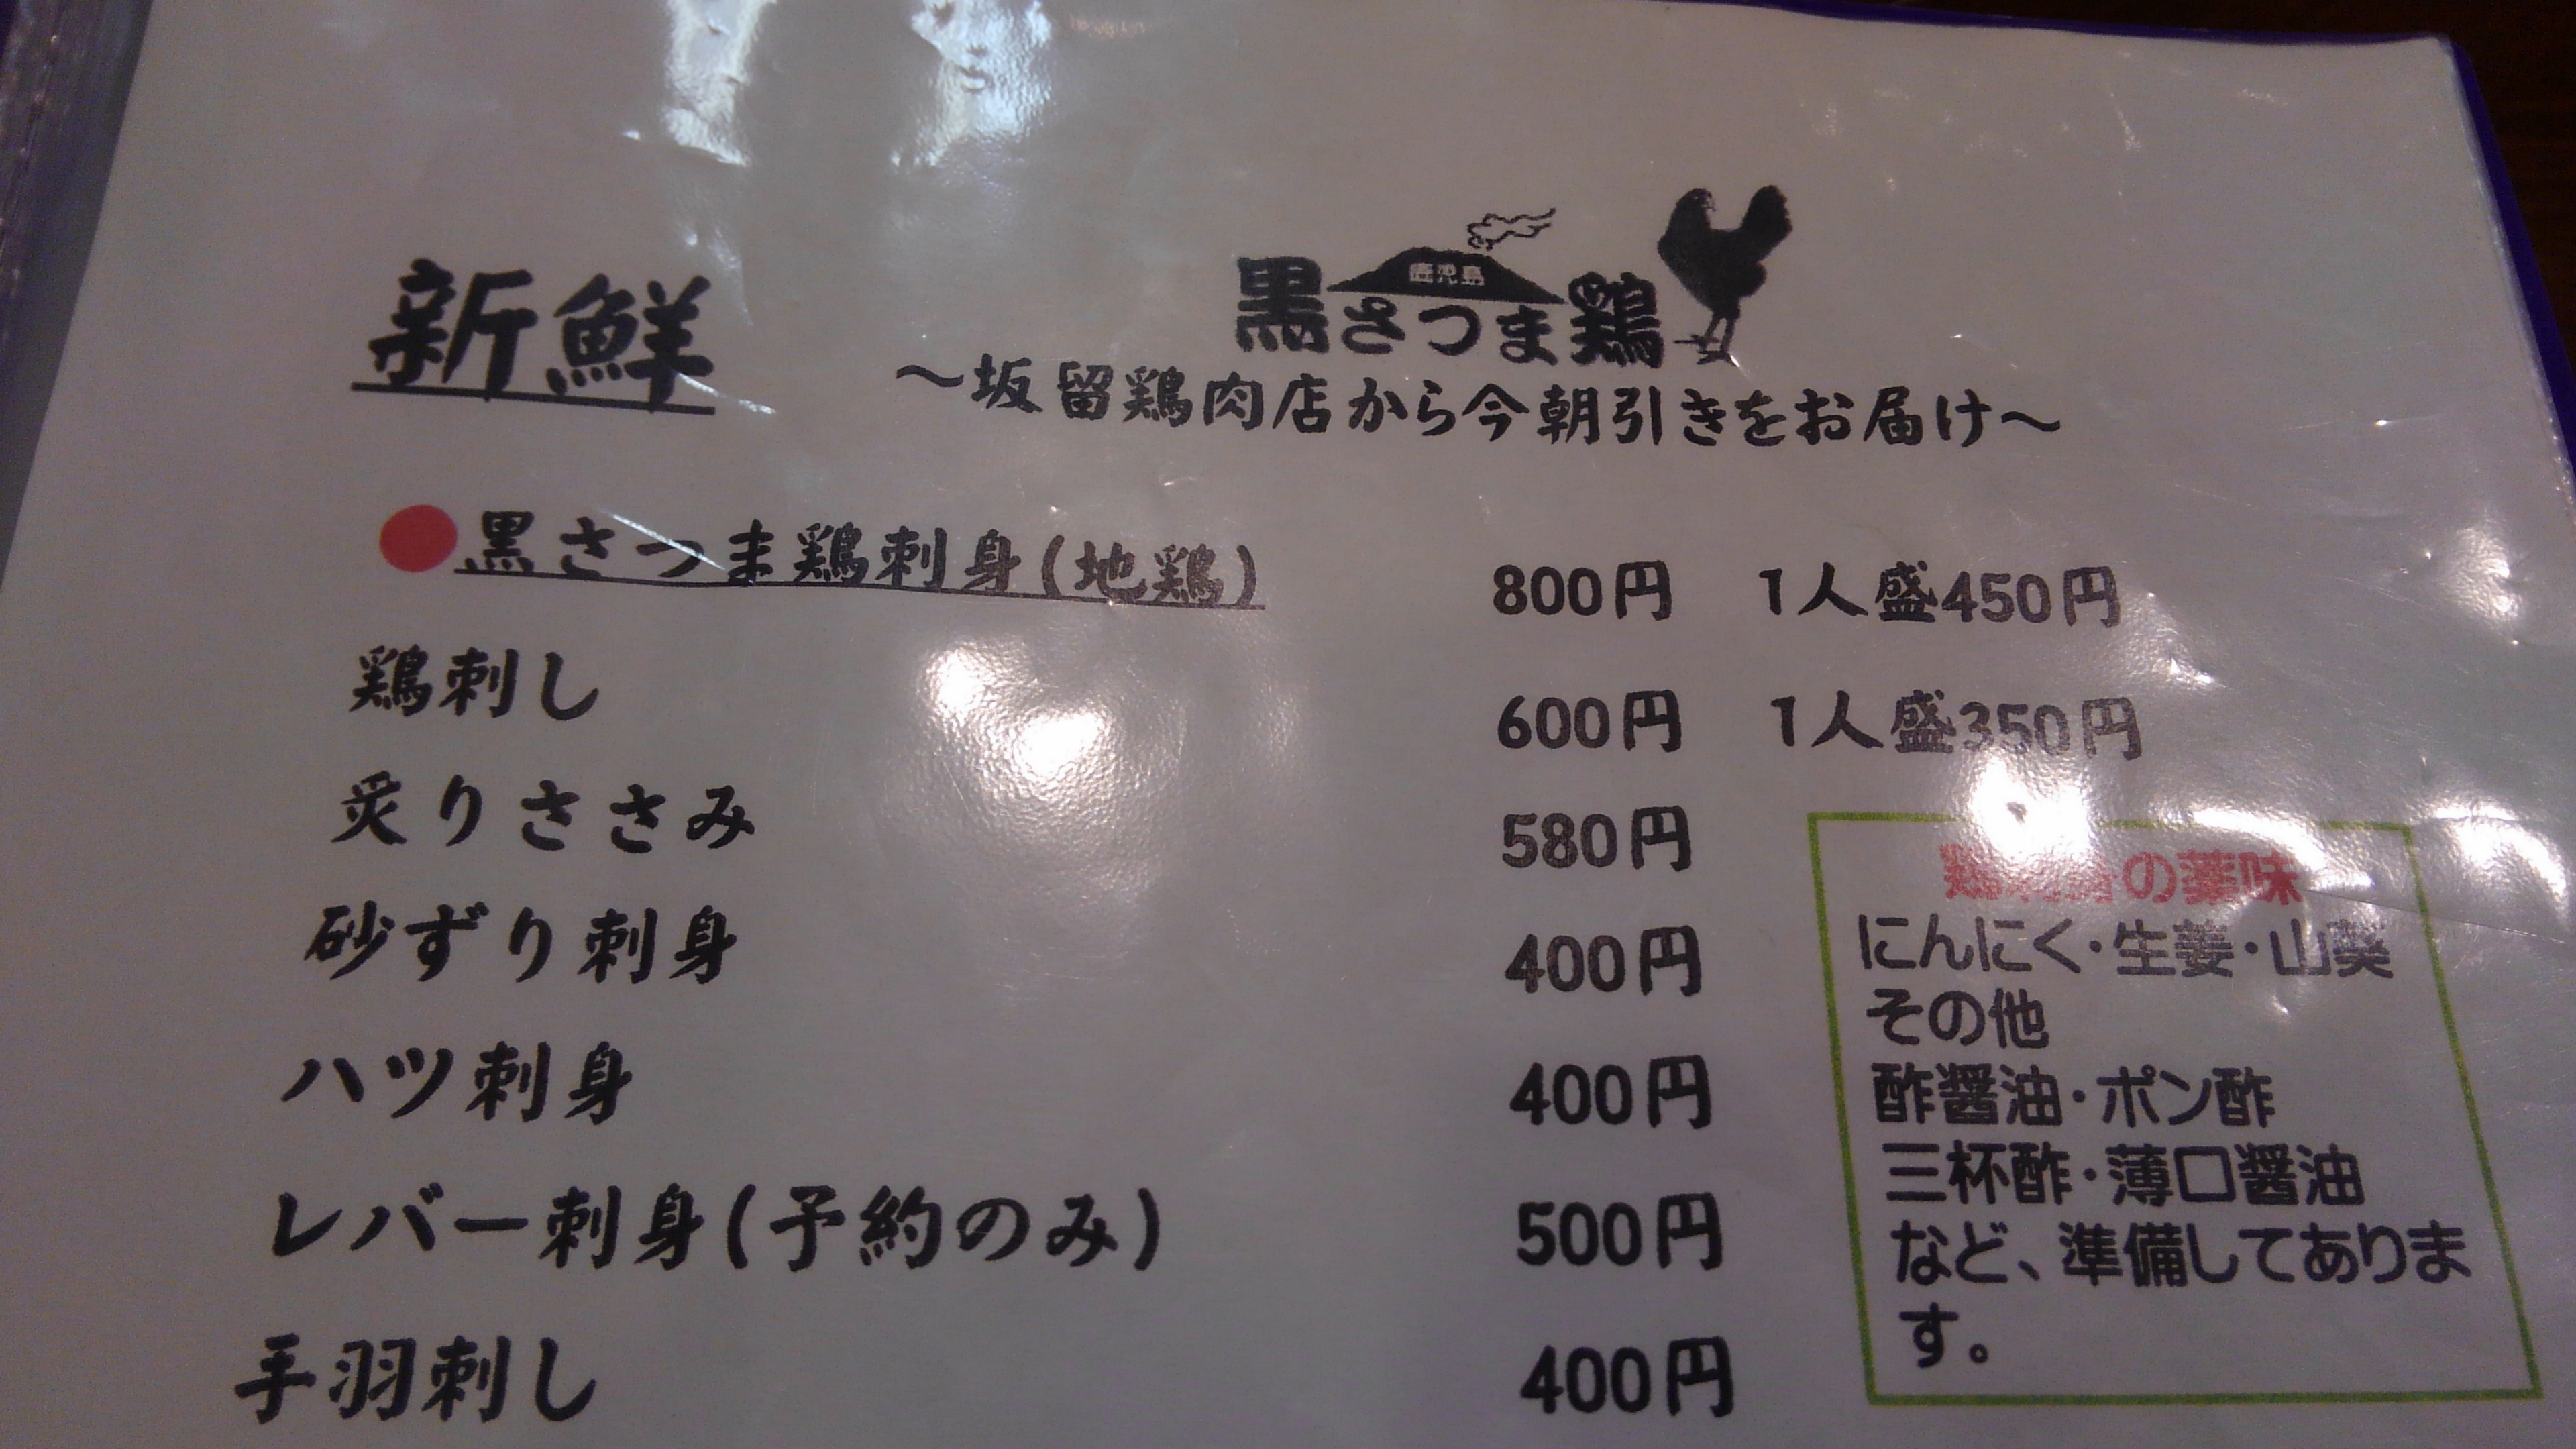 新鮮
鹿児島
黒さつま鶏
～坂留鶏肉店から今朝引きをお届け～
黒さつま鶏刺身(地鶏) 800円 1人盛450円
鶏刺し 600円 1人盛350円
炙りささみ 580円
砂ずり刺身 400円
ハツ刺身 400円
レバー刺身(予約のみ) 500円
手羽刺し 400円
鶏刺身の薬味
にんにく・生姜・山葵
その他
酢醤油・ポン酢
三杯酢・薄口醤油
など、準備してありま
す。